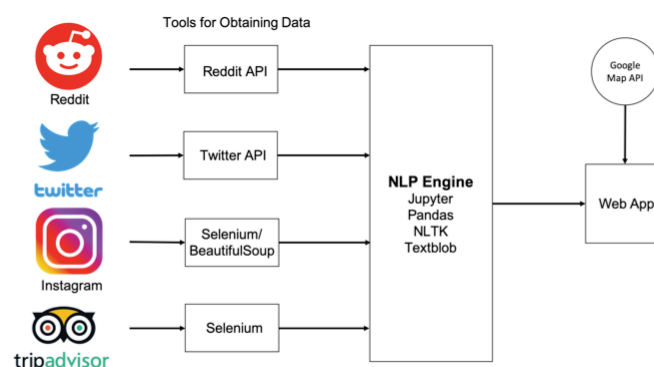 Tools for Obtaining Data
Reddit
Reddit API
twitter
Twitter API
Instagram
Selenium/
BeautifulSoup
tripadvisor
Selenium
NLP Engine
Jupyter
Pandas
NLTK
Textblob
Google
Map API
Web App